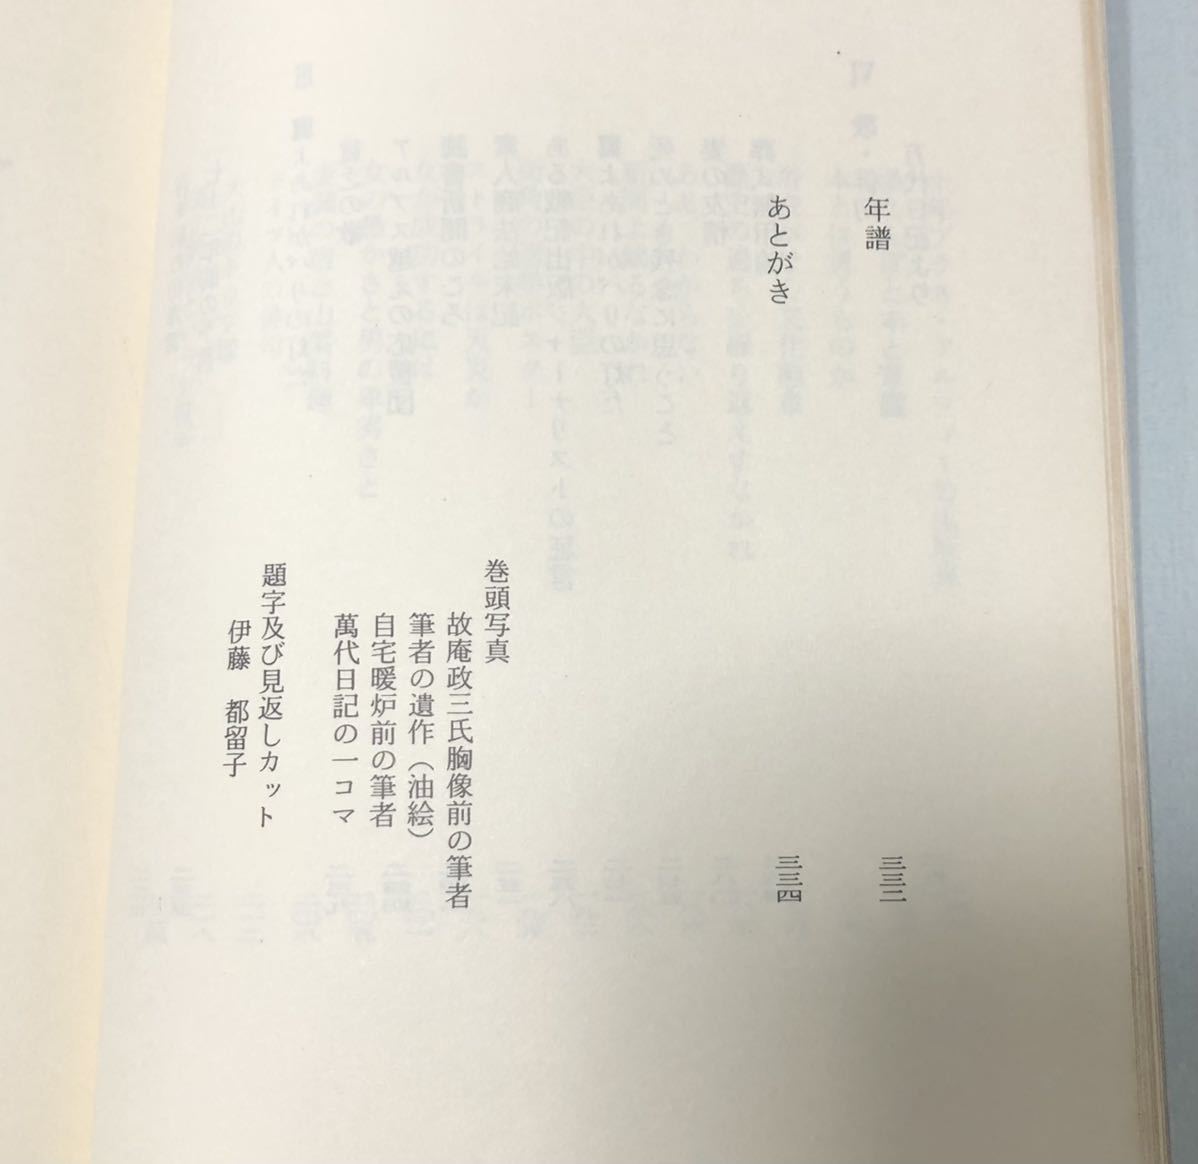 年譜 三三二
あとがき 三三四
巻頭写真
故庵政三氏胸像前の筆者
筆者の遺作（油絵）
自宅暖炉前の筆者
萬代日記の一コマ
題字及び見返しカット
伊藤 都留子